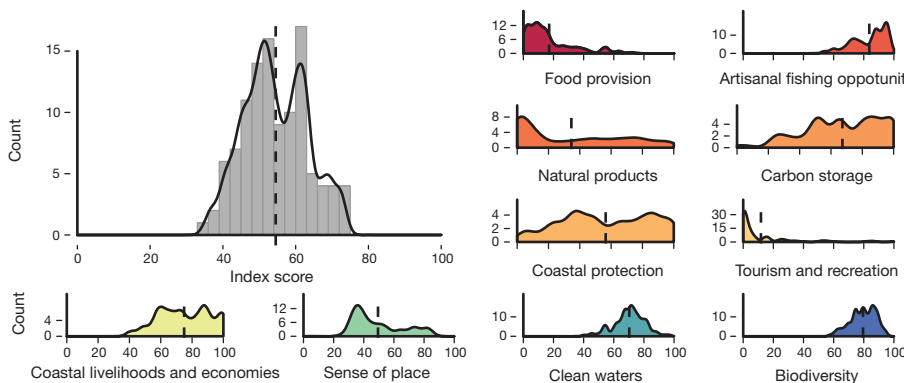 15
10
5
0
Count
0 20 40 60 80 100
Index score
12
6
0
Food provision
10
0
Artisanal fishing oppotunit
8
4
0
Natural products
4
2
0
Carbon storage
4
2
0
Coastal protection
30
15
0
Tourism and recreation
Count
4
0
0 20 40 60 80 100
Coastal livelihoods and economies
12
6
0
0 20 40 60 80 100
Sense of place
10
0
0 20 40 60 80 100
Clean waters
10
0
0 20 40 60 80 100
Biodiversity